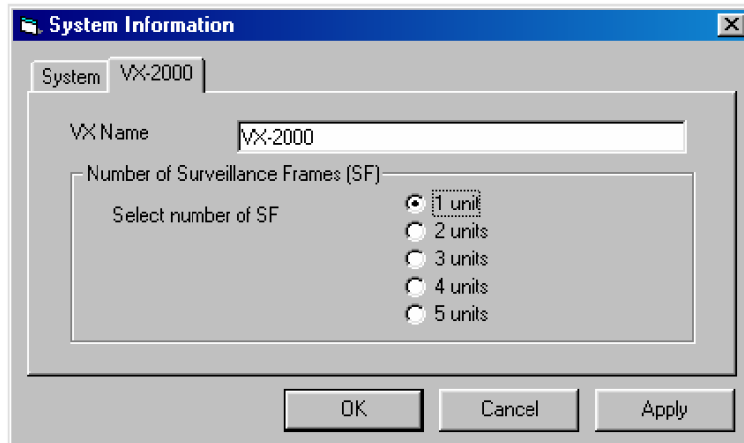 System Information
System VX-2000
VX Name VX-2000
Number of Surveillance Frames (SF)
Select number of SF
1 unit
2 units
3 units
4 units
5 units
OK Cancel Apply